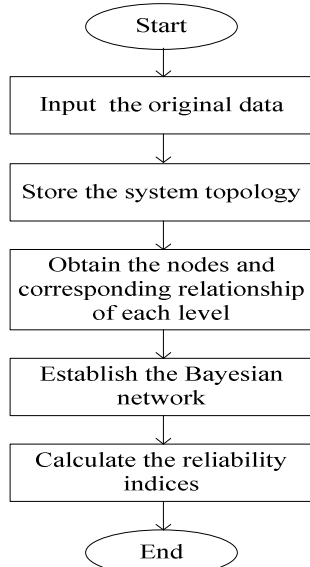 Start
Input the original data
Store the system topology
Obtain the nodes and
corresponding relationship
of each level
Establish the Bayesian
network
Calculate the reliability
indices
End